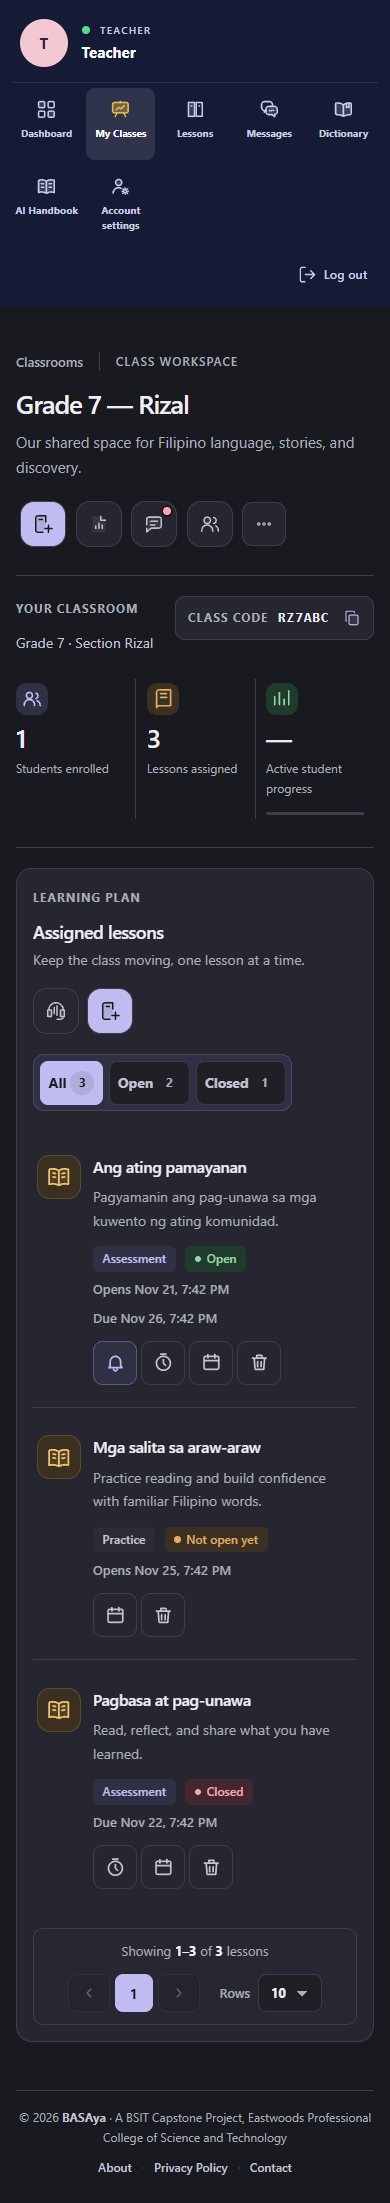 T
TEACHER
Teacher
Dashboard
My Classes
Lessons
Messages
Dictionary
AI Handbook
Account
settings
Log out
Classrooms
CLASS WORKSPACE
Grade 7 — Rizal
Our shared space for Filipino language, stories, and
discovery.
YOUR CLASSROOM
Grade 7 · Section Rizal
CLASS CODE RZ7ABC
1
Students enrolled
3
Lessons assigned
—
Active student
progress
LEARNING PLAN
Assigned lessons
Keep the class moving, one lesson at a time.
All 3
Open 2
Closed 1
Ang ating pamayanan
Pagyamanin ang pag-unawa sa mga
kuwento ng ating komunidad.
Assessment
Open
Opens Nov 21, 7:42 PM
Due Nov 26, 7:42 PM
Mga salita sa araw-araw
Practice reading and build confidence
with familiar Filipino words.
Practice
Not open yet
Opens Nov 25, 7:42 PM
Pagbasa at pag-unawa
Read, reflect, and share what you have
learned.
Assessment
Closed
Due Nov 22, 7:42 PM
Showing 1–3 of 3 lessons
1
Rows
10
© 2026 BASAya · A BSIT Capstone Project, Eastwoods Professional
College of Science and Technology
About · Privacy Policy · Contact